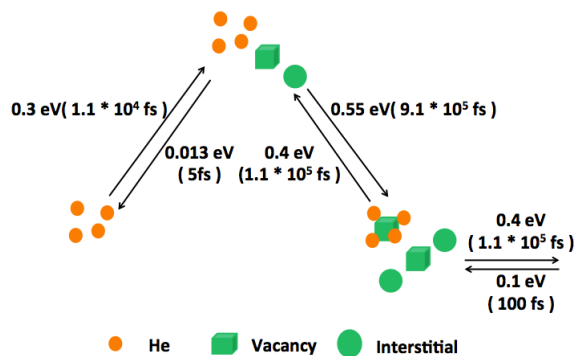 0.3 eV( 1.1 * 10⁴ fs )
0.55 eV( 9.1 * 10⁵ fs )
0.013 eV
( 5fs )
0.4 eV
(1.1 * 10⁵ fs )
0.4 eV
( 1.1 * 10⁵ fs )
0.1 eV
( 100 fs )
He
Vacancy
Interstitial